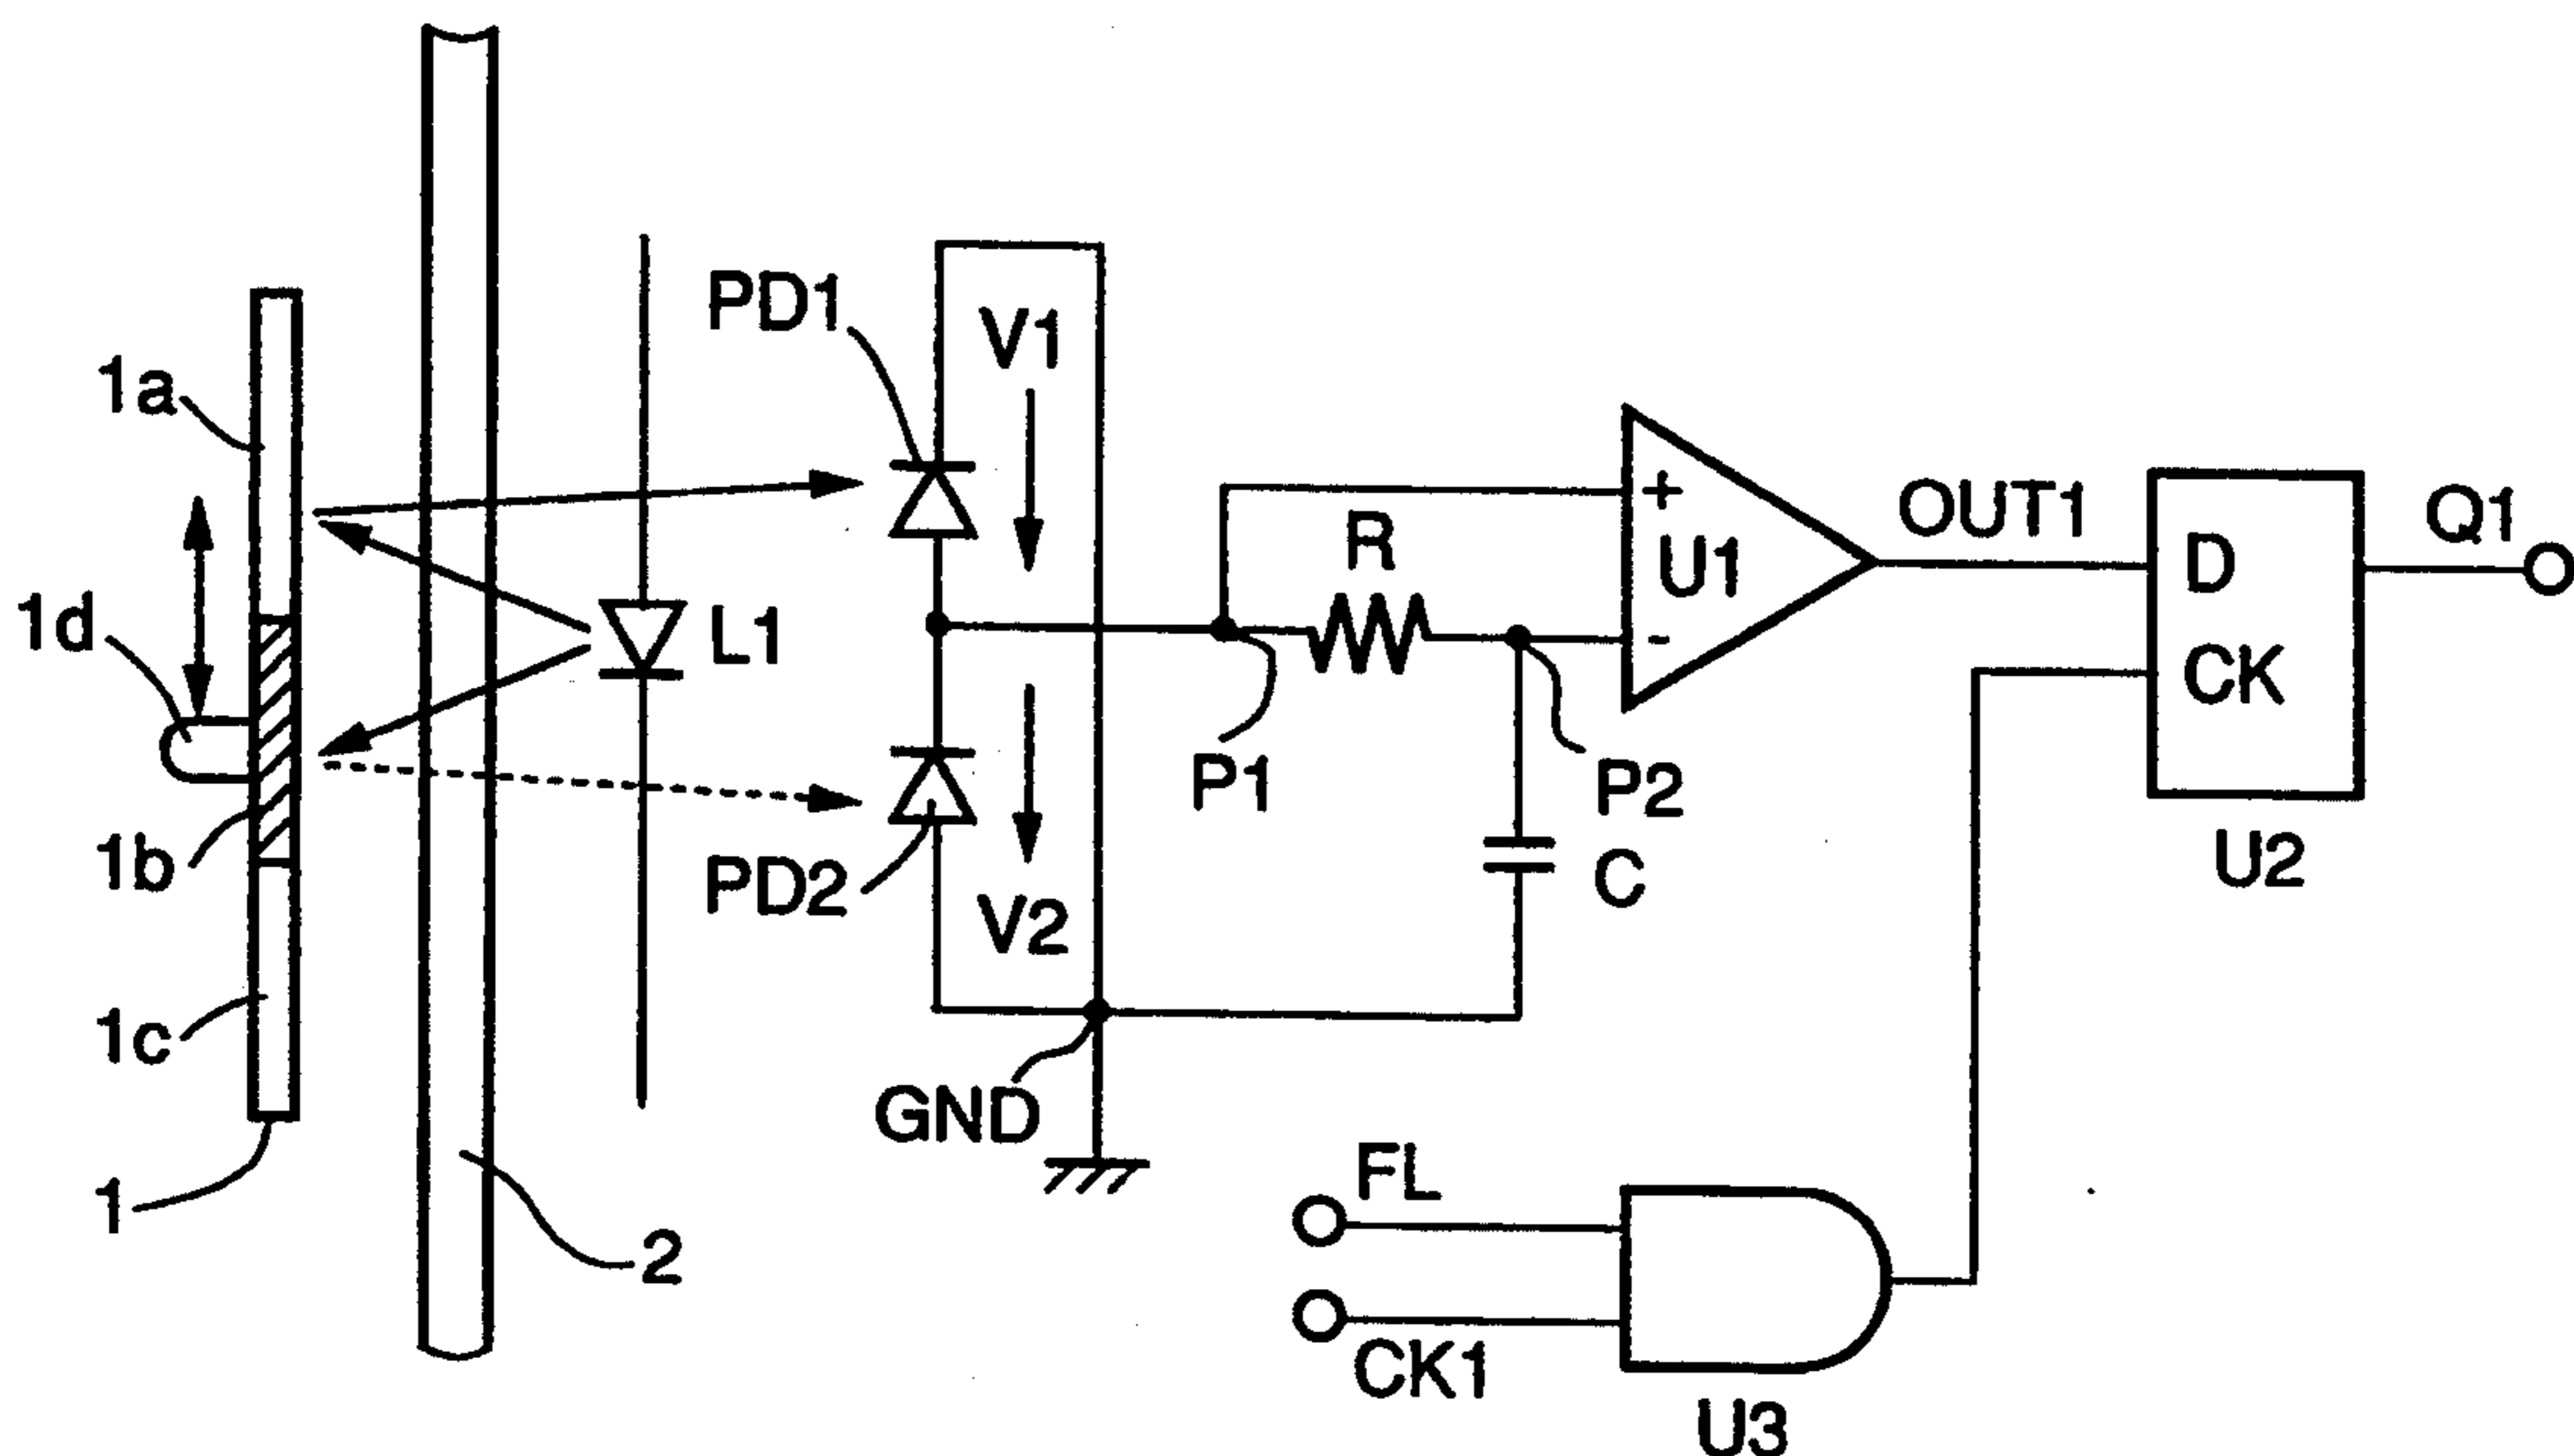 PD1
V1
1a
OUT1
Q1
+
R
U1
D
1d
L1
-
CK
P1
P2
1b
PD2
C
U2
V2
1c
GND
FL
1
2
CK1
U3